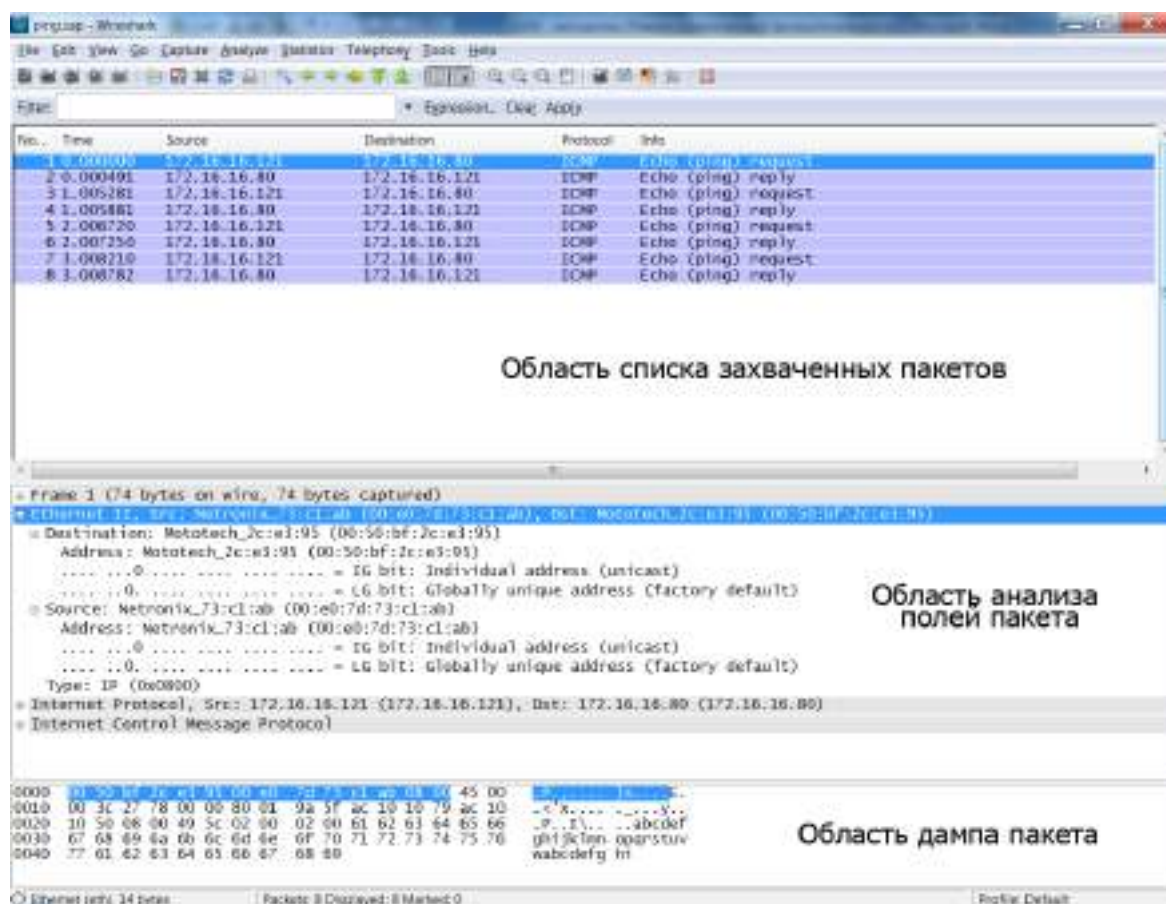 ping.cap - Wireshark
File Edit View Go Capture Analyze Statistics Telephony Tools Help
Filter: Expression... Clear Apply
No.. Time Source Destination Protocol Info
1 0.000000 172.16.16.121 172.16.16.80 ICMP Echo (ping) request
2 0.000491 172.16.16.80 172.16.16.121 ICMP Echo (ping) reply
3 1.005281 172.16.16.121 172.16.16.80 ICMP Echo (ping) request
4 1.005881 172.16.16.80 172.16.16.121 ICMP Echo (ping) reply
5 2.006720 172.16.16.121 172.16.16.80 ICMP Echo (ping) request
6 2.007250 172.16.16.80 172.16.16.121 ICMP Echo (ping) reply
7 3.008210 172.16.16.121 172.16.16.80 ICMP Echo (ping) request
8 3.008782 172.16.16.80 172.16.16.121 ICMP Echo (ping) reply
Область списка захваченных пакетов
Frame 1 (74 bytes on wire, 74 bytes captured)
Ethernet II, Src: Netronix_73:c1:ab (00:e0:7d:73:c1:ab), Dst: Mototech_2c:e3:95 (00:50:bf:2c:e3:95)
Destination: Mototech_2c:e3:95 (00:50:bf:2c:e3:95)
Address: Mototech_2c:e3:95 (00:50:bf:2c:e3:95)
.... ...0 .... .... .... .... = IG bit: Individual address (unicast)
.... ..0. .... .... .... .... = LG bit: Globally unique address (factory default)
Source: Netronix_73:c1:ab (00:e0:7d:73:c1:ab)
Address: Netronix_73:c1:ab (00:e0:7d:73:c1:ab)
.... ...0 .... .... .... .... = IG bit: Individual address (unicast)
.... ..0. .... .... .... .... = LG bit: Globally unique address (factory default)
Type: IP (0x0800)
Область анализа
полей пакета
Internet Protocol, Src: 172.16.16.121 (172.16.16.121), Dst: 172.16.16.80 (172.16.16.80)
Internet Control Message Protocol
0000 00 50 bf 2c e3 95 00 e0 7d 73 c1 ab 08 00 45 00
0010 00 3c 27 78 00 00 80 01 9a 5f ac 10 10 79 ac 10
0020 10 50 08 00 49 5c 02 00 02 00 61 62 63 64 65 66 .P..I\.. ..abcdef
0030 67 68 69 6a 6b 6c 6d 6e 6f 70 71 72 73 74 75 76 ghijklmn opqrstuv
0040 77 61 62 63 64 65 66 67 68 69 wabcdefg hi
Область дампа пакета
Ethernet (eth), 14 bytes Packets: 8 Displayed: 8 Marked: 0 Profile: Default